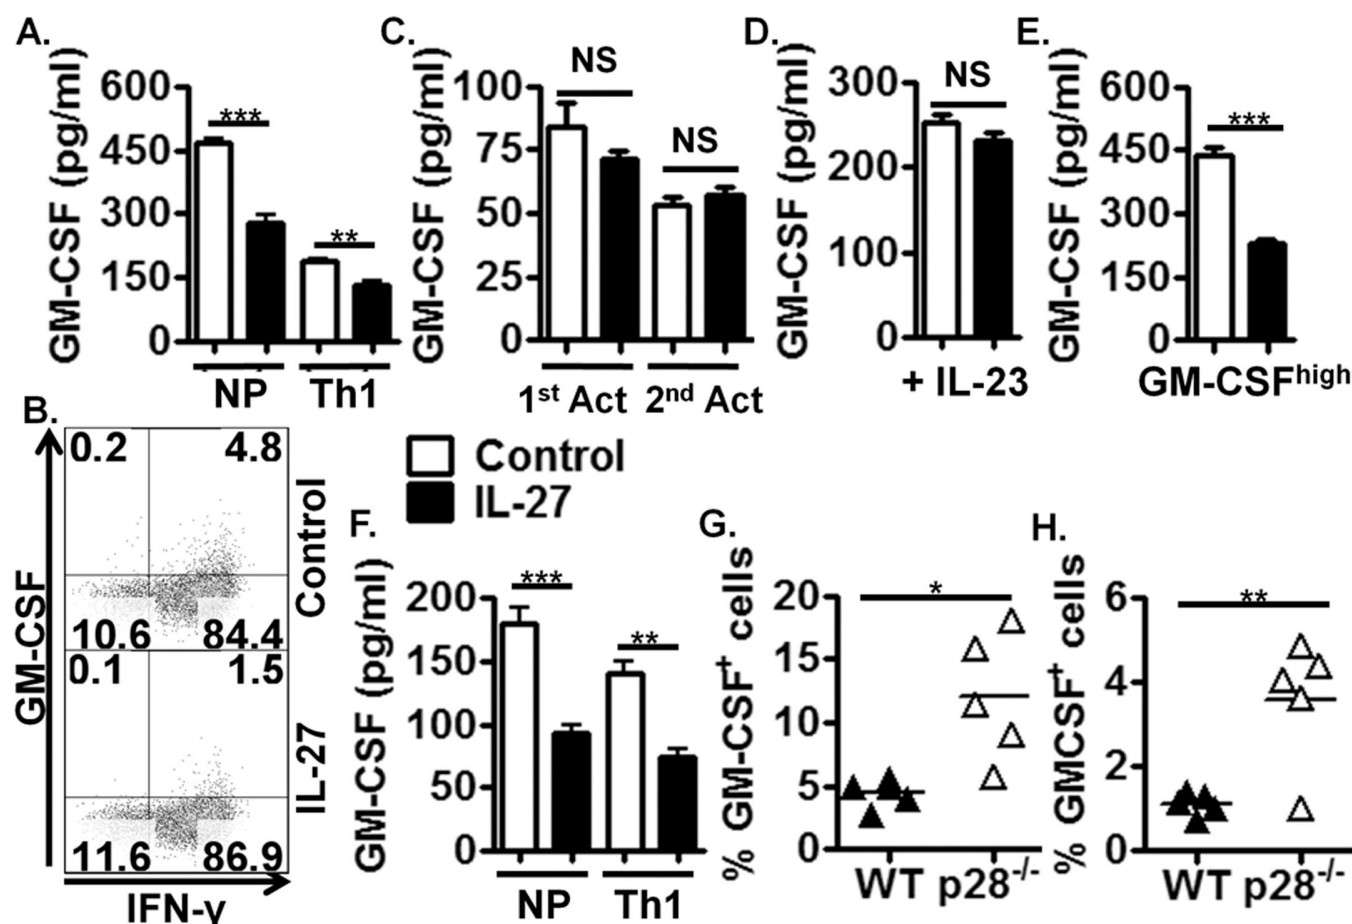 A.
GM-CSF (pg/ml)
600
450
300
150
0
***
**
NP
Th1
C.
GM-CSF (pg/ml)
100
75
50
25
0
NS
NS
1st Act
2nd Act
D.
GM-CSF (pg/ml)
300
200
100
0
NS
+ IL-23
E.
GM-CSF (pg/ml)
600
450
300
150
0
***
GM-CSFhigh
B.
GM-CSF
0.2
4.8
10.6
84.4
Control
0.1
1.5
11.6
86.9
IL-27
IFN-γ
Control
IL-27
F.
GM-CSF (pg/ml)
200
150
100
50
0
***
**
NP
Th1
G.
% GM-CSF+ cells
20
15
10
5
0
*
WT
p28-/-
H.
% GMCSF+ cells
6
4
2
0
**
WT
p28-/-